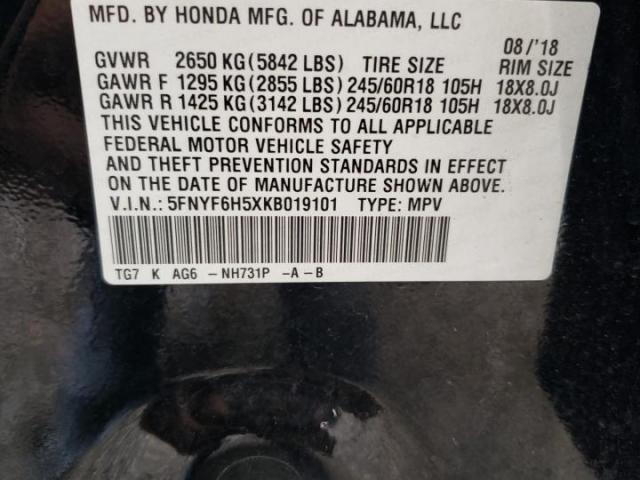 MFD. BY HONDA MFG. OF ALABAMA, LLC
08/'18
GVWR 2650 KG (5842 LBS) TIRE SIZE RIM SIZE
GAWR F 1295 KG (2855 LBS) 245/60R18 105H 18X8.0J
GAWR R 1425 KG (3142 LBS) 245/60R18 105H 18X8.0J
THIS VEHICLE CONFORMS TO ALL APPLICABLE
FEDERAL MOTOR VEHICLE SAFETY
AND THEFT PREVENTION STANDARDS IN EFFECT
ON THE DATE OF MANUFACTURE SHOWN ABOVE.
V.I.N.: 5FNYF6H5XKB019101 TYPE: MPV
TG7 K AG6 - NH731P -A-B